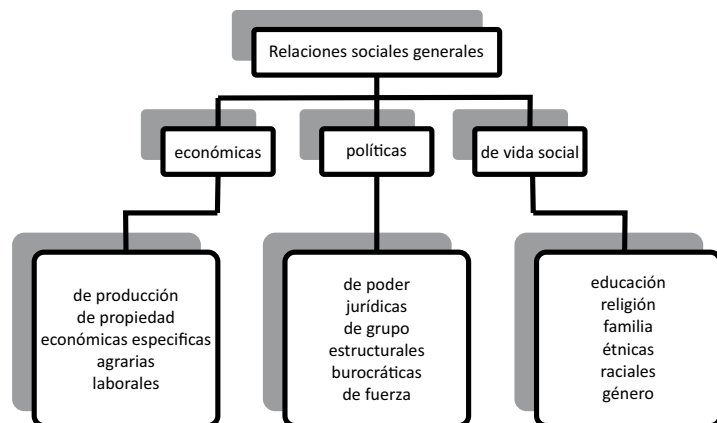 Relaciones sociales generales
económicas
políticas
de vida social
de producción
de propiedad
económicas especificas
agrarias
laborales
de poder
jurídicas
de grupo
estructurales
burocráticas
de fuerza
educación
religión
familia
étnicas
raciales
género